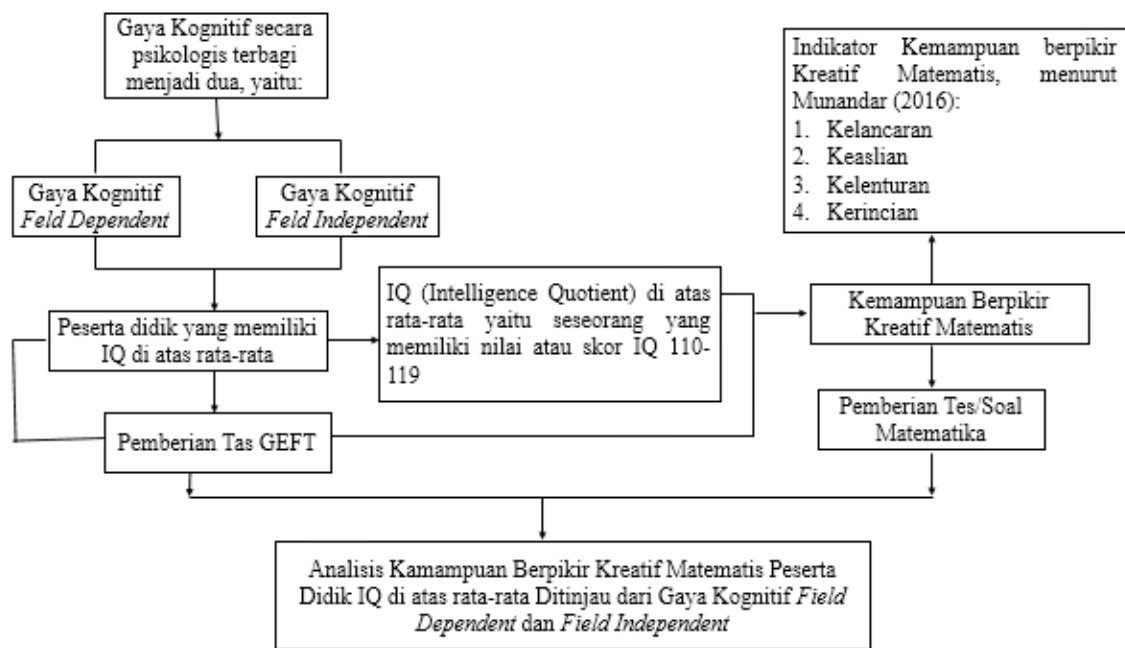 Gaya Kognitif secara
psikologis terbagi
menjadi dua, yaitu:
Gaya Kognitif
Feld Dependent
Gaya Kognitif
Feld Independent
Peserta didik yang memiliki
IQ di atas rata-rata
IQ (Intelligence Quotient) di atas
rata-rata yaitu seseorang yang
memiliki nilai atau skor IQ 110-
119
Pemberian Tas GEFT
Indikator Kemampuan berpikir
Kreatif Matematis, menurut
Munandar (2016):
1. Kelancaran
2. Keaslian
3. Kelenturan
4. Kerincian
Kemampuan Berpikir
Kreatif Matematis
Pemberian Tes/Soal
Matematika
Analisis Kamampuan Berpikir Kreatif Matematis Peserta
Didik IQ di atas rata-rata Ditinjau dari Gaya Kognitif Field
Dependent dan Field Independent